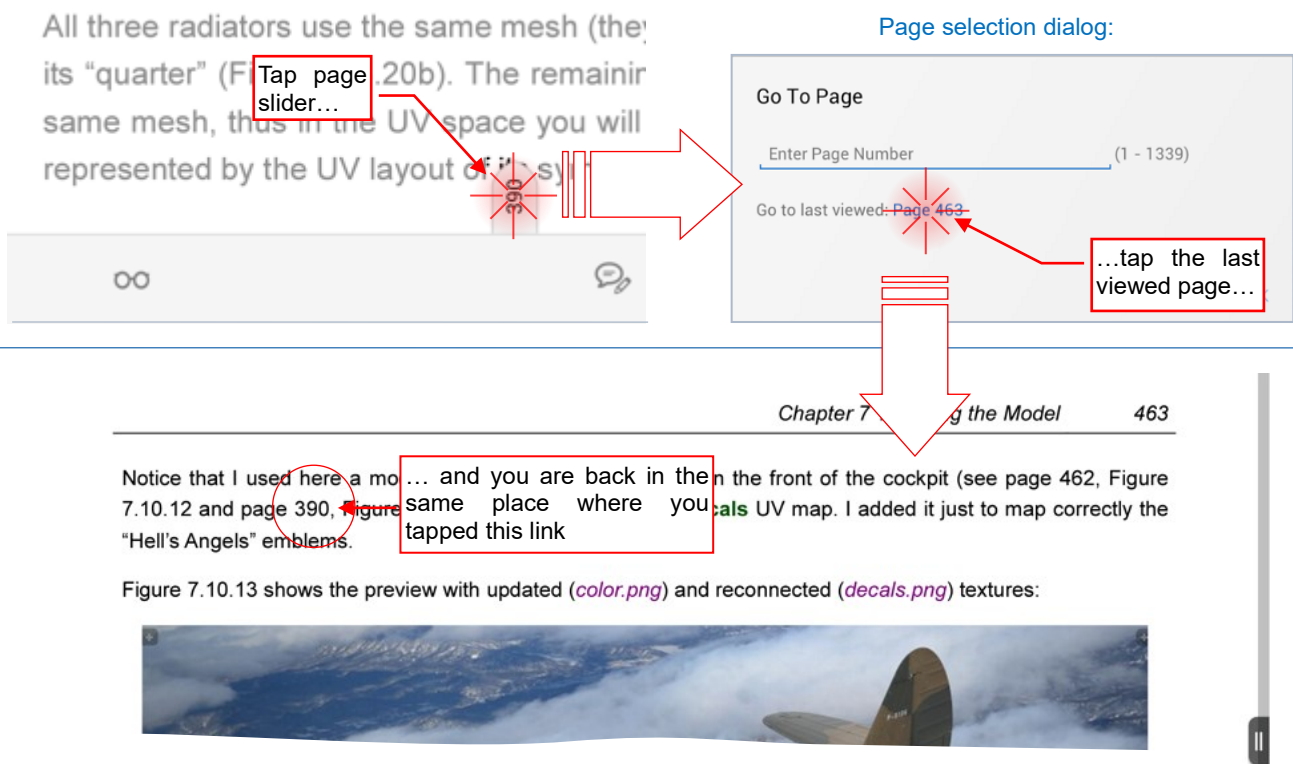 All three radiators use the same mesh (they
its “quarter” (Fi .20b). The remainin
same mesh, thus in the UV space you will
represented by the UV layout of its sym
Tap page
slider…
390
Page selection dialog:
Go To Page
Enter Page Number (1 - 1339)
Go to last viewed: Page 463
…tap the last
viewed page…
Chapter 7 g the Model 463
Notice that I used here a mo n the front of the cockpit (see page 462, Figure
7.10.12 and page 390, Figure cals UV map. I added it just to map correctly the
“Hell’s Angels” emblems.
… and you are back in the
same place where you
tapped this link
Figure 7.10.13 shows the preview with updated (color.png) and reconnected (decals.png) textures: